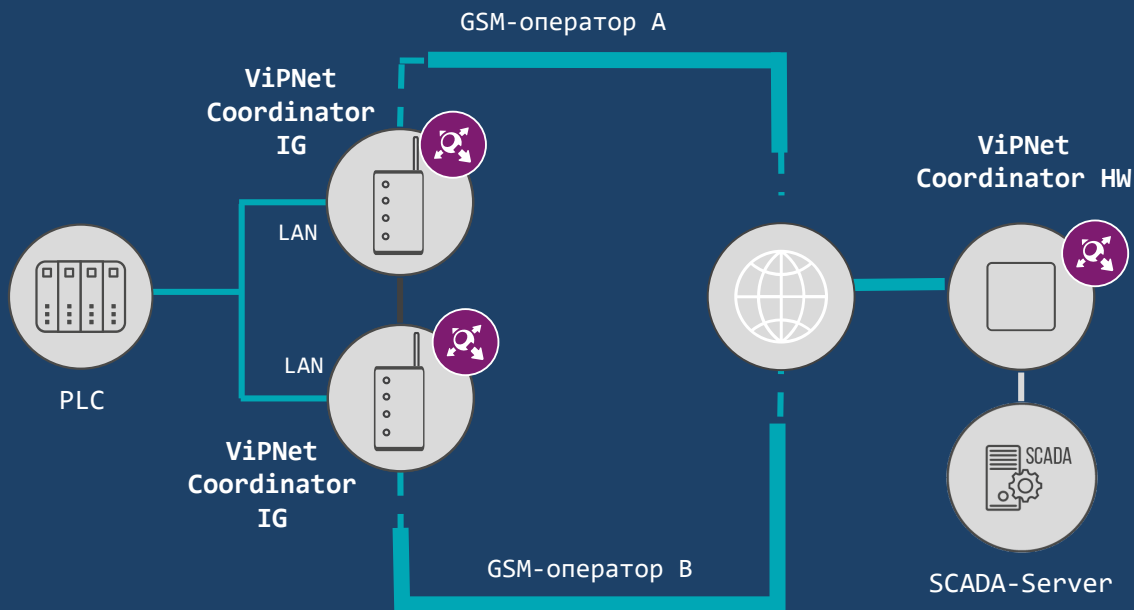 GSM-оператор A
ViPNet
Coordinator
IG
ViPNet
Coordinator HW
LAN
LAN
PLC
ViPNet
Coordinator
IG
SCADA
GSM-оператор B
SCADA-Server